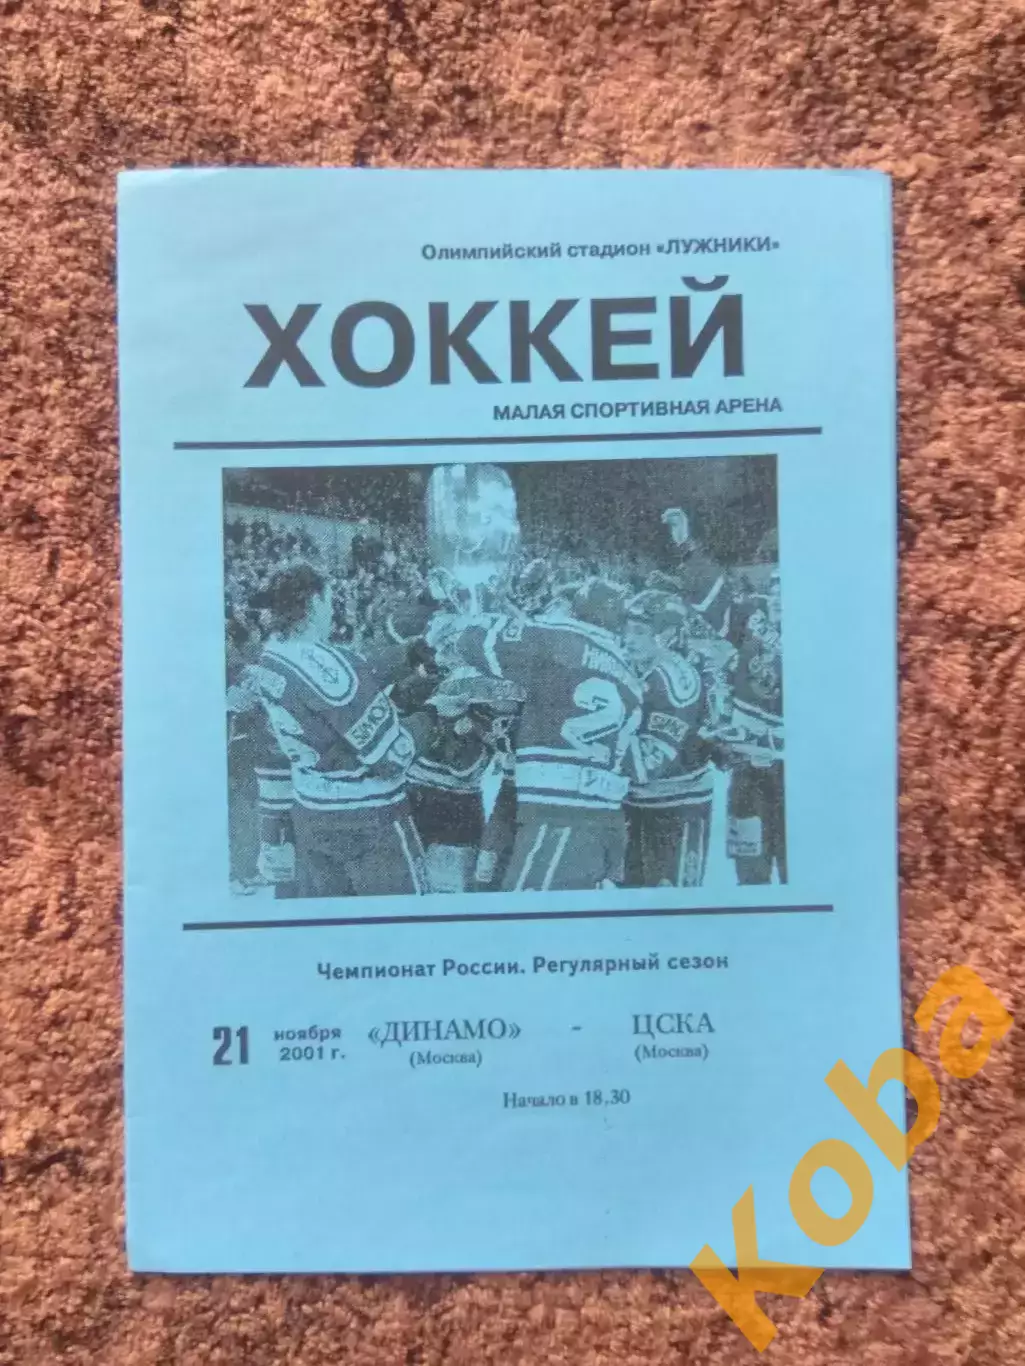 Олимпийский стадион «ЛУЖНИКИ»
ХОККЕЙ
МАЛАЯ СПОРТИВНАЯ АРЕНА
Чемпионат России. Регулярный сезон
21 ноября 2001 г.
«ДИНАМО» - ЦСКА
(Москва) (Москва)
Начало в 18.30
Koba